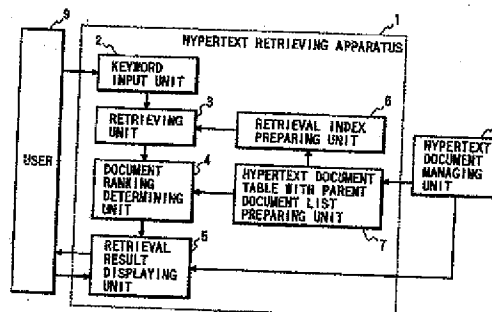 9
1
HYPERTEXT RETRIEVING APPARATUS
2
KEYWORD
INPUT UNIT
3
RETRIEVING
UNIT
6
RETRIEVAL INDEX
PREPARING UNIT
USER
4
DOCUMENT
RANKING
DETERMINING
UNIT
HYPERTEXT DOCUMENT
TABLE WITH PARENT
DOCUMENT LIST
PREPARING UNIT
7
HYPERTEXT
DOCUMENT
MANAGING
UNIT
5
RETRIEVAL
RESULT
DISPLAYING
UNIT